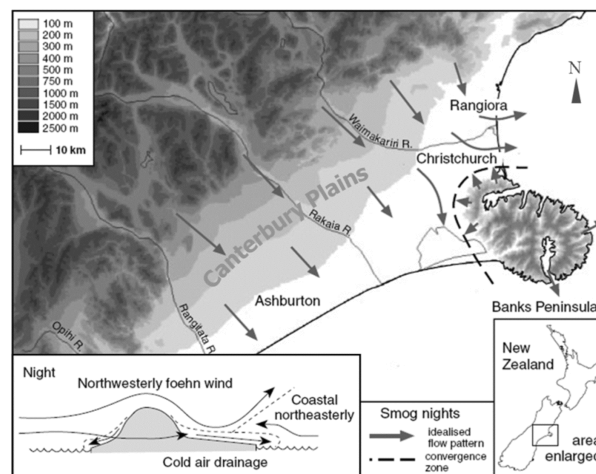 100 m
200 m
300 m
400 m
500 m
750 m
1000 m
1500 m
2000 m
2500 m
10 km
N
Rangiora
Waimakariri R.
Christchurch
Canterbury Plains
Rakaia R.
Ashburton
Rangitata R.
Opihi R.
Banks Peninsula
Night
Northwesterly foehn wind
Coastal
northeasterly
Cold air drainage
Smog nights
idealised
flow pattern
convergence
zone
New
Zealand
area
enlarged